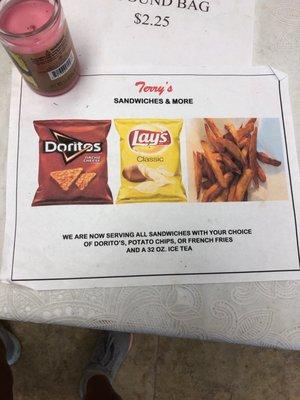 OUND BAG
$2.25
Terry's
SANDWICHES & MORE
Doritos
NACHO CHEESE
Lay's
Classic
WE ARE NOW SERVING ALL SANDWICHES WITH YOUR CHOICE
OF DORITO'S, POTATO CHIPS, OR FRENCH FRIES
AND A 32 OZ. ICE TEA